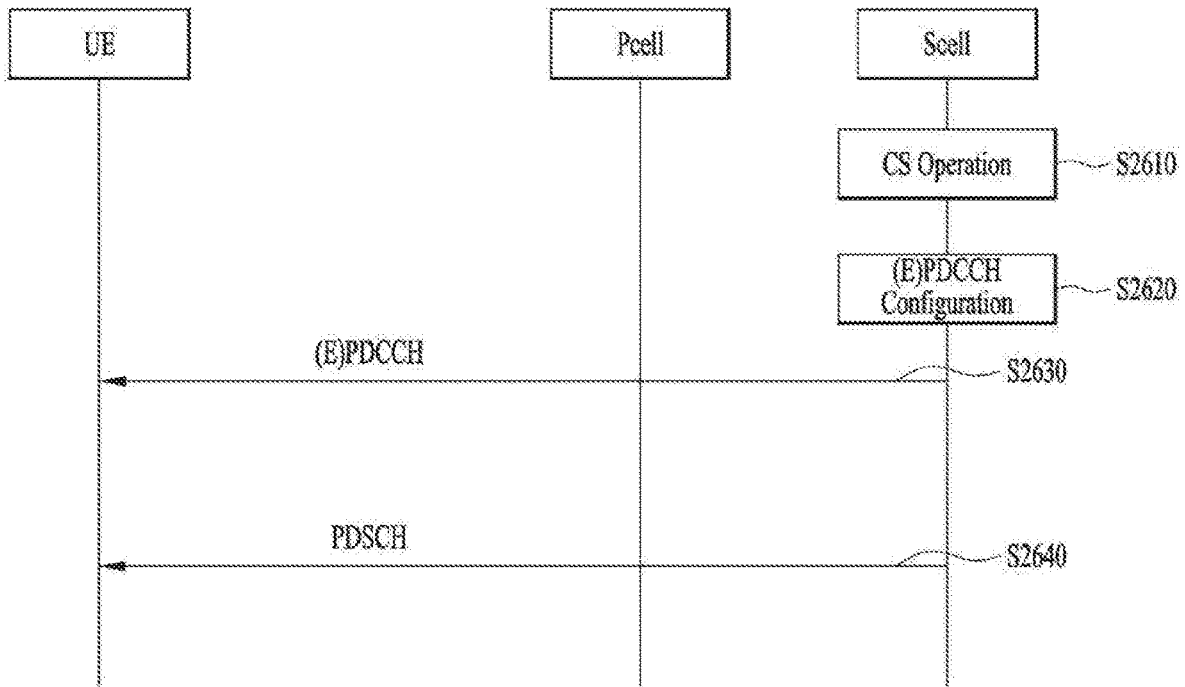 UE
Pcell
Scell
CS Operation
S2610
(E)PDCCH
Configuration
S2620
(E)PDCCH
S2630
PDSCH
S2640